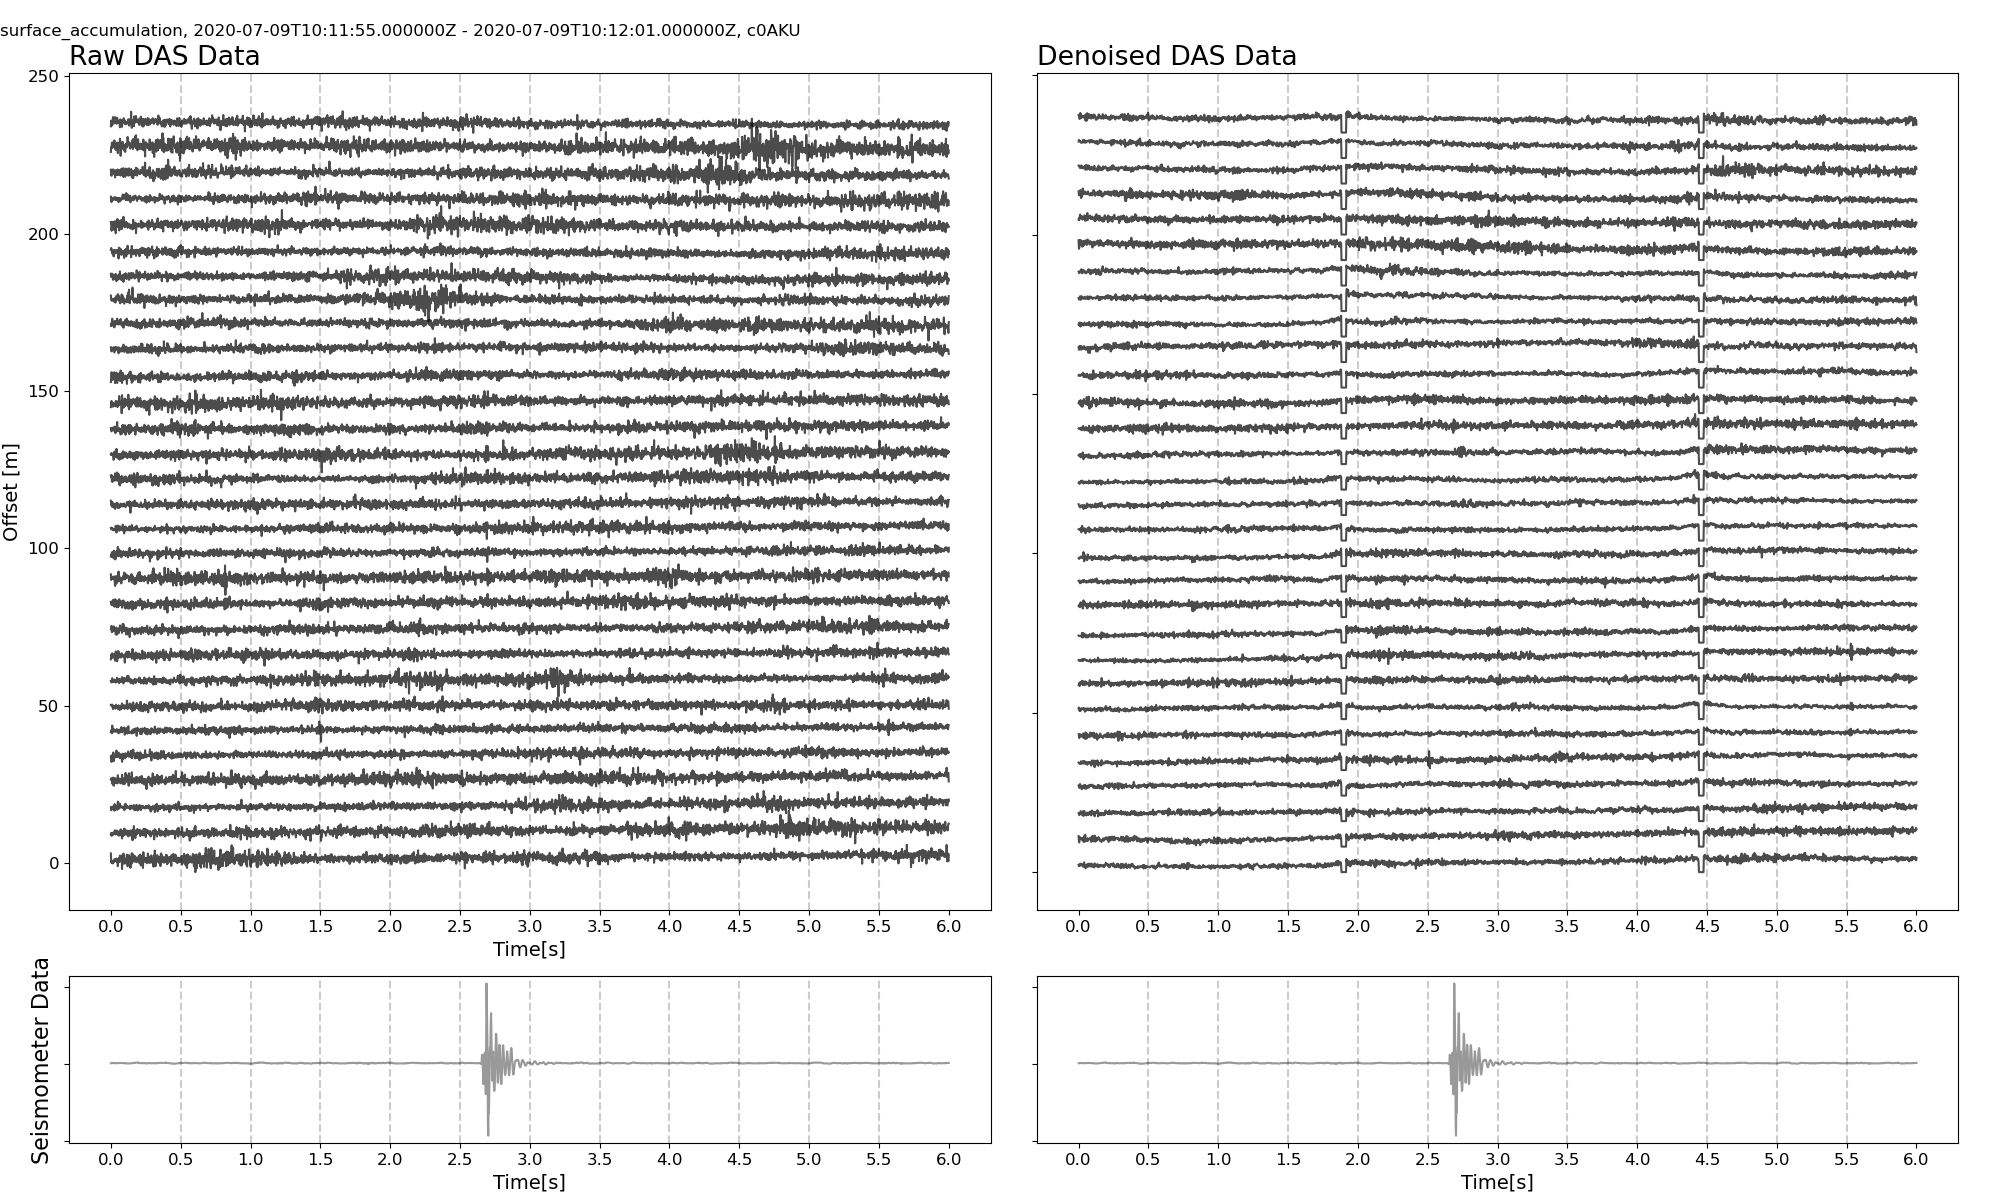 surface_accumulation, 2020-07-09T10:11:55.000000Z - 2020-07-09T10:12:01.000000Z, c0AKU
Raw DAS Data
Denoised DAS Data
250
200
150
100
50
0
Offset [m]
0.0 0.5 1.0 1.5 2.0 2.5 3.0 3.5 4.0 4.5 5.0 5.5 6.0
Time[s]
0.0 0.5 1.0 1.5 2.0 2.5 3.0 3.5 4.0 4.5 5.0 5.5 6.0
Seismometer Data
0.0 0.5 1.0 1.5 2.0 2.5 3.0 3.5 4.0 4.5 5.0 5.5 6.0
Time[s]
0.0 0.5 1.0 1.5 2.0 2.5 3.0 3.5 4.0 4.5 5.0 5.5 6.0
Time[s]